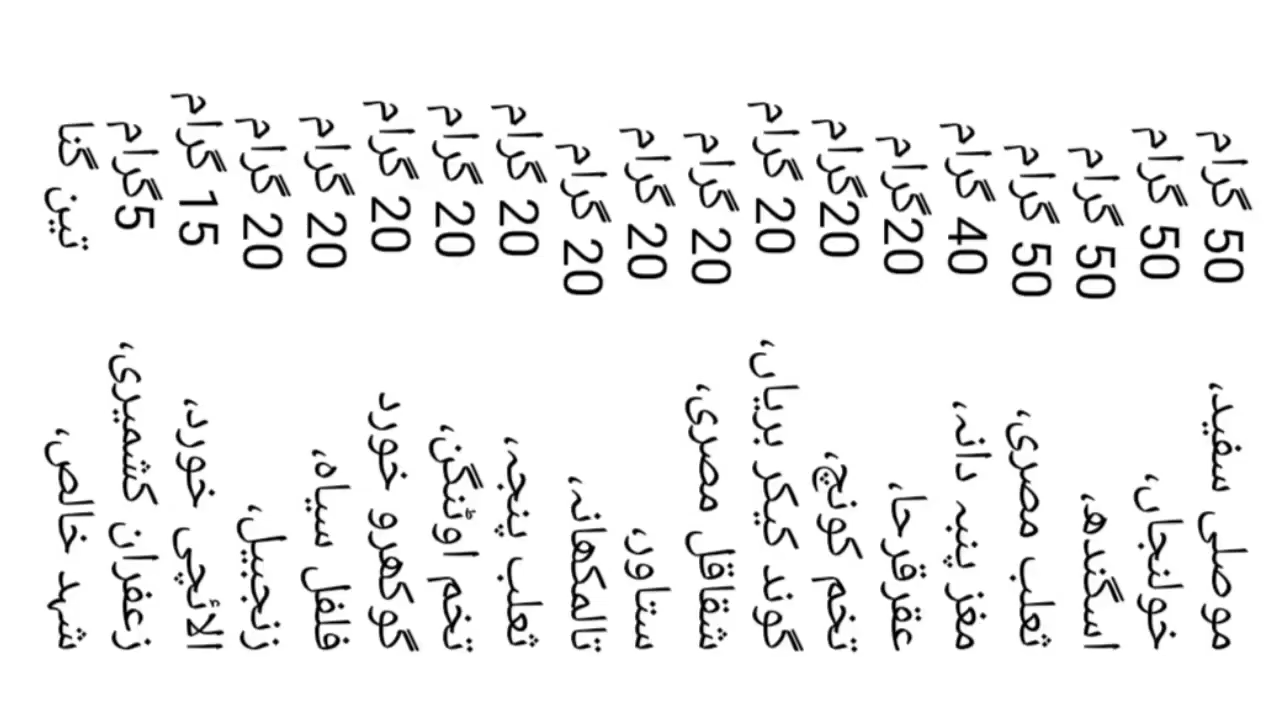 موصلی سفید، 50 گرام
خولنجاں، 50 گرام
اسگندھ، 50 گرام
ثعلب مصری، 50 گرام
مغز پنبہ دانہ، 40 گرام
عقرقرحا، 20گرام
تخم کونچ، 20گرام
گوند کیکر بریاں، 20 گرام
شقاقل مصری، 20 گرام
ستاور، 20 گرام
تالمکھانہ، 20 گرام
ثعلب پنجہ، 20 گرام
تخم اوٹنگن، 20 گرام
گوکھرو خورد 20 گرام
فلفل سیاہ، 20 گرام
زنجبیل، 20 گرام
الائچی خورد، 15 گرام
زعفران کشمیری، 5گرام
شہد خالص، تین گنا